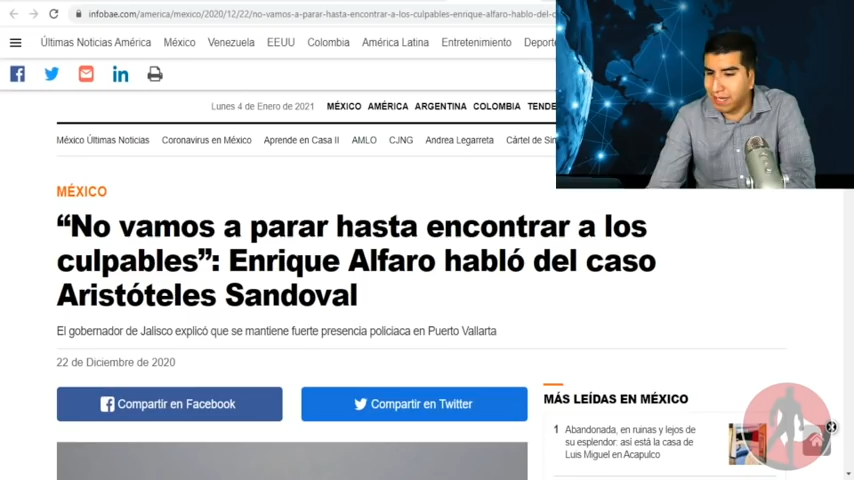 infobae.com/america/mexico/2020/12/22/no-vamos-a-parar-hasta-encontrar-a-los-culpables-enrique-alfaro-hablo-del-c
Últimas Noticias América México Venezuela EEUU Colombia América Latina Entretenimiento Deporte
Lunes 4 de Enero de 2021 MÉXICO AMÉRICA ARGENTINA COLOMBIA TENDE
México Últimas Noticias Coronavirus en México Aprende en Casa II AMLO CJNG Andrea Legarreta Cártel de Sin
MÉXICO
“No vamos a parar hasta encontrar a los
culpables”: Enrique Alfaro habló del caso
Aristóteles Sandoval
El gobernador de Jalisco explicó que se mantiene fuerte presencia policiaca en Puerto Vallarta
22 de Diciembre de 2020
Compartir en Facebook
Compartir en Twitter
MÁS LEÍDAS EN MÉXICO
1 Abandonada, en ruinas y lejos de
su esplendor: así está la casa de
Luis Miguel en Acapulco